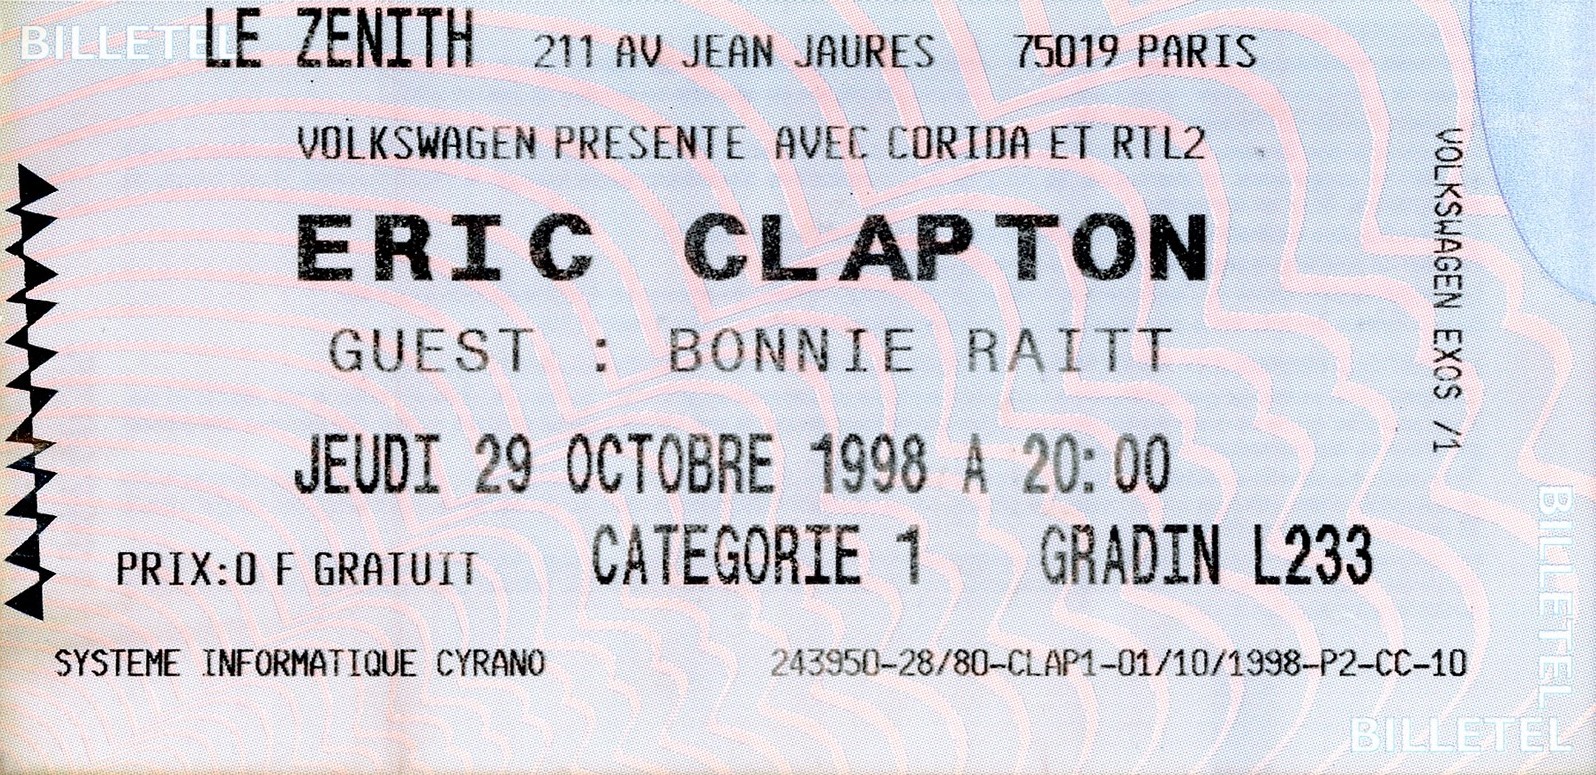 BILLETEL
LE ZENITH 211 AV JEAN JAURES 75019 PARIS
VOLKSWAGEN PRESENTE AVEC CORIDA ET RTL2
ERIC CLAPTON
GUEST : BONNIE RAITT
JEUDI 29 OCTOBRE 1998 A 20:00
PRIX:0 F GRATUIT CATEGORIE 1 GRADIN L233
SYSTEME INFORMATIQUE CYRANO 243950-28/80-CLAP1-01/10/1998-P2-CC-10
VOLKSWAGEN EXOS /1
BILLETEL
BILLETEL